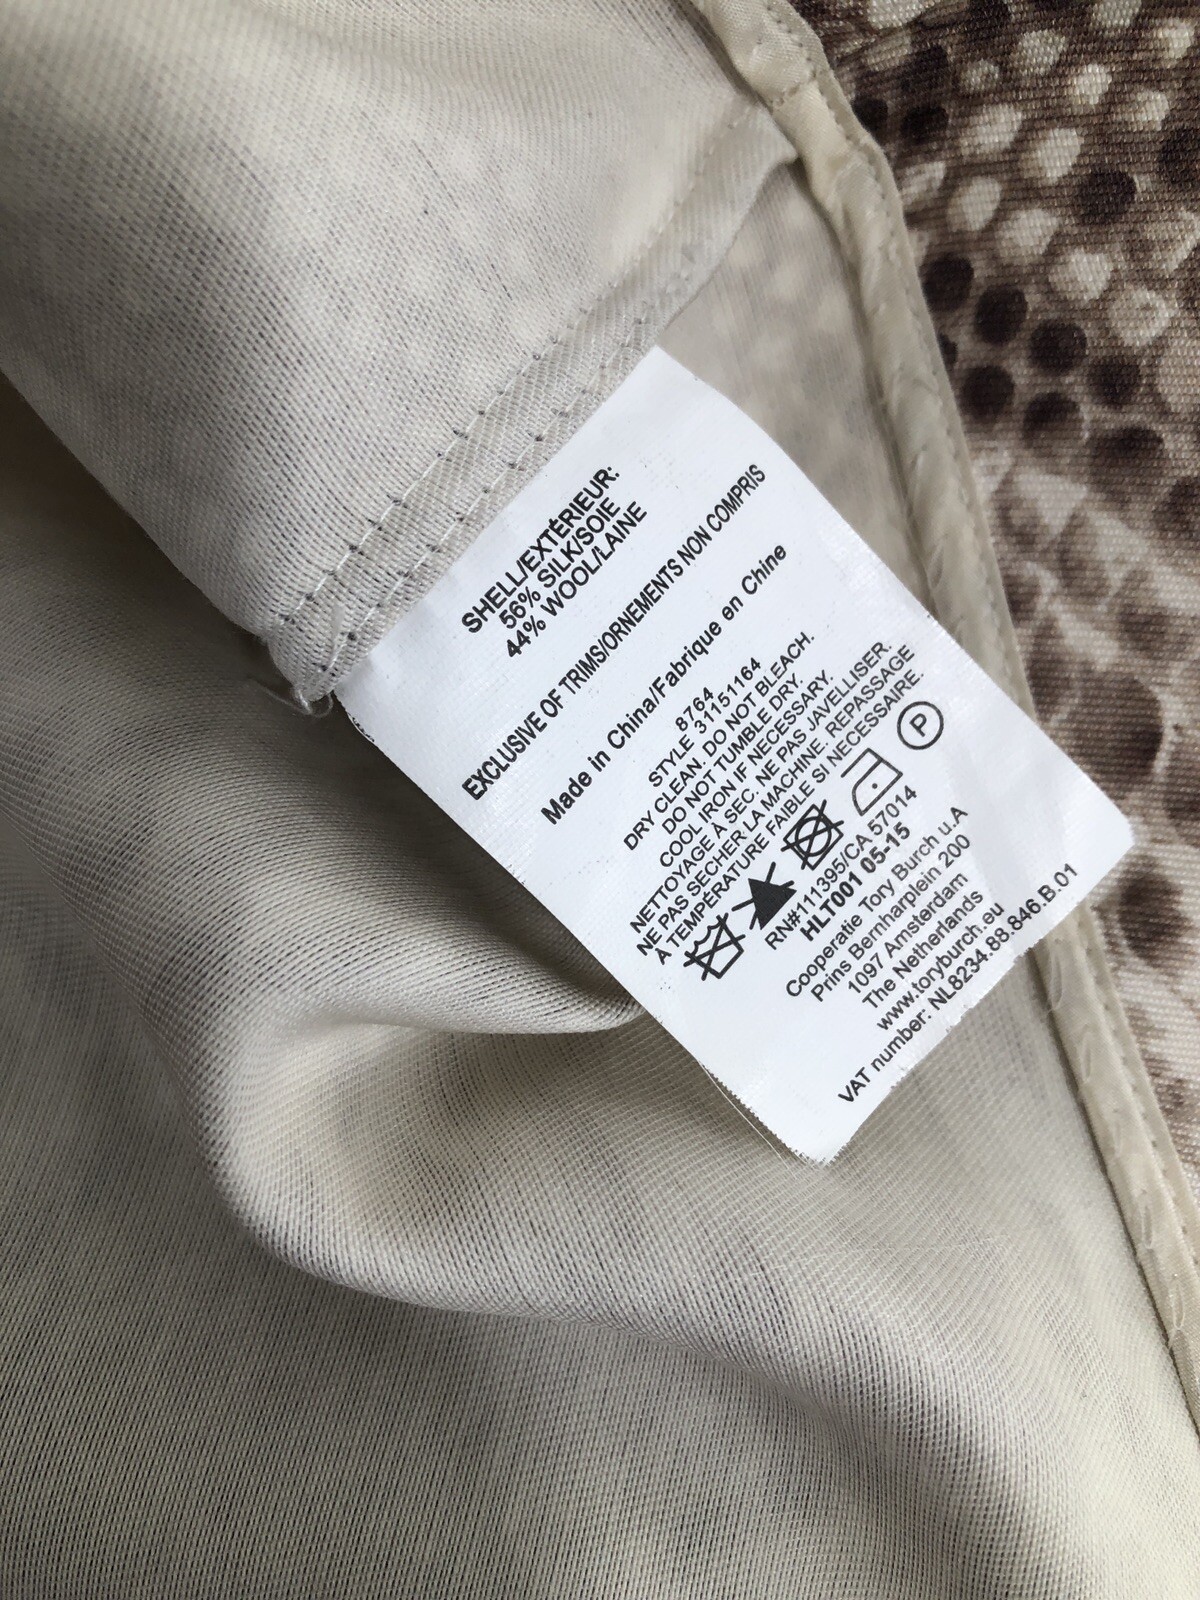 SHELL/EXTÉRIEUR:
56% SILK/SOIE
44% WOOL/LAINE
EXCLUSIVE OF TRIMS/ORNEMENTS NON COMPRIS
Made in China/Fabrique en Chine
8764
STYLE 31151164
DRY CLEAN. DO NOT BLEACH.
DO NOT TUMBLE DRY.
COOL IRON IF NECESSARY.
NETTOYAGE À SEC. NE PAS JAVELLISER.
NE PAS SECHER LA MACHINE. REPASSAGE
À TEMPÉRATURE FAIBLE SI NECESSAIRE.
P
RN#111395/CA 57014
HLT001 05-15
Cooperatie Tory Burch u.A
Prins Bernharplein 200
1097 Amsterdam
The Netherlands
www.toryburch.eu
VAT number: NL8234.88.846.B.01